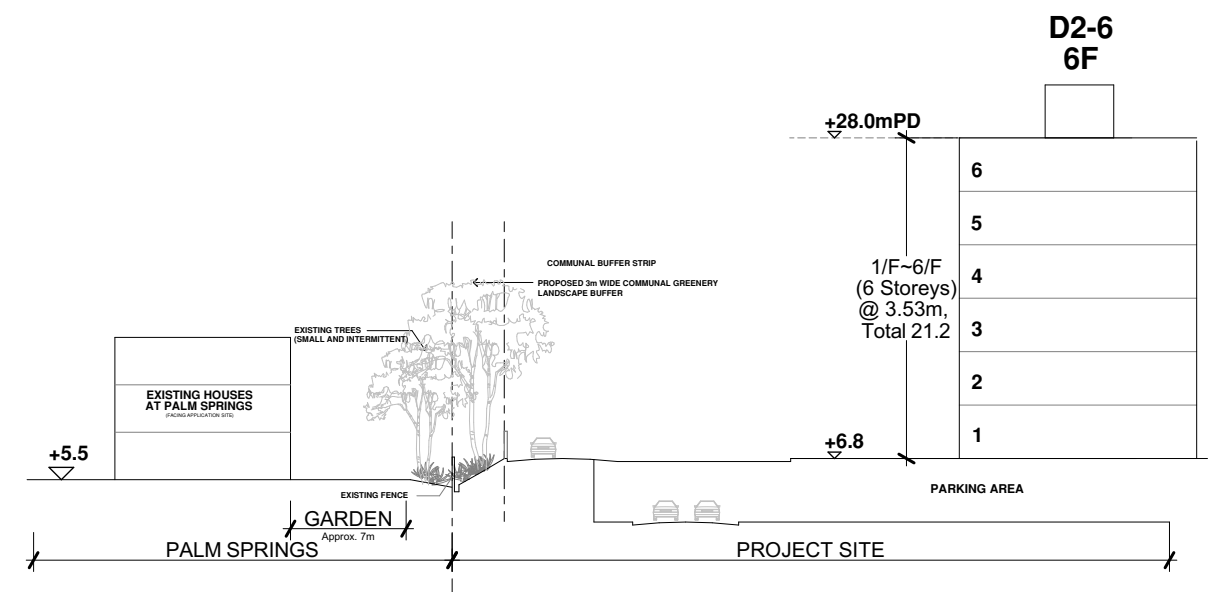 D2-6
6F
+28.0mPD
6
5
4
3
2
1
1/F~6/F
(6 Storeys)
@ 3.53m,
Total 21.2
COMMUNAL BUFFER STRIP
PROPOSED 3m WIDE COMMUNAL GREENERY
LANDSCAPE BUFFER
EXISTING TREES
(SMALL AND INTERMITTENT)
EXISTING HOUSES
AT PALM SPRINGS
(FACING APPLICATION SITE)
+5.5
+6.8
PARKING AREA
EXISTING FENCE
GARDEN
Approx. 7m
PALM SPRINGS
PROJECT SITE